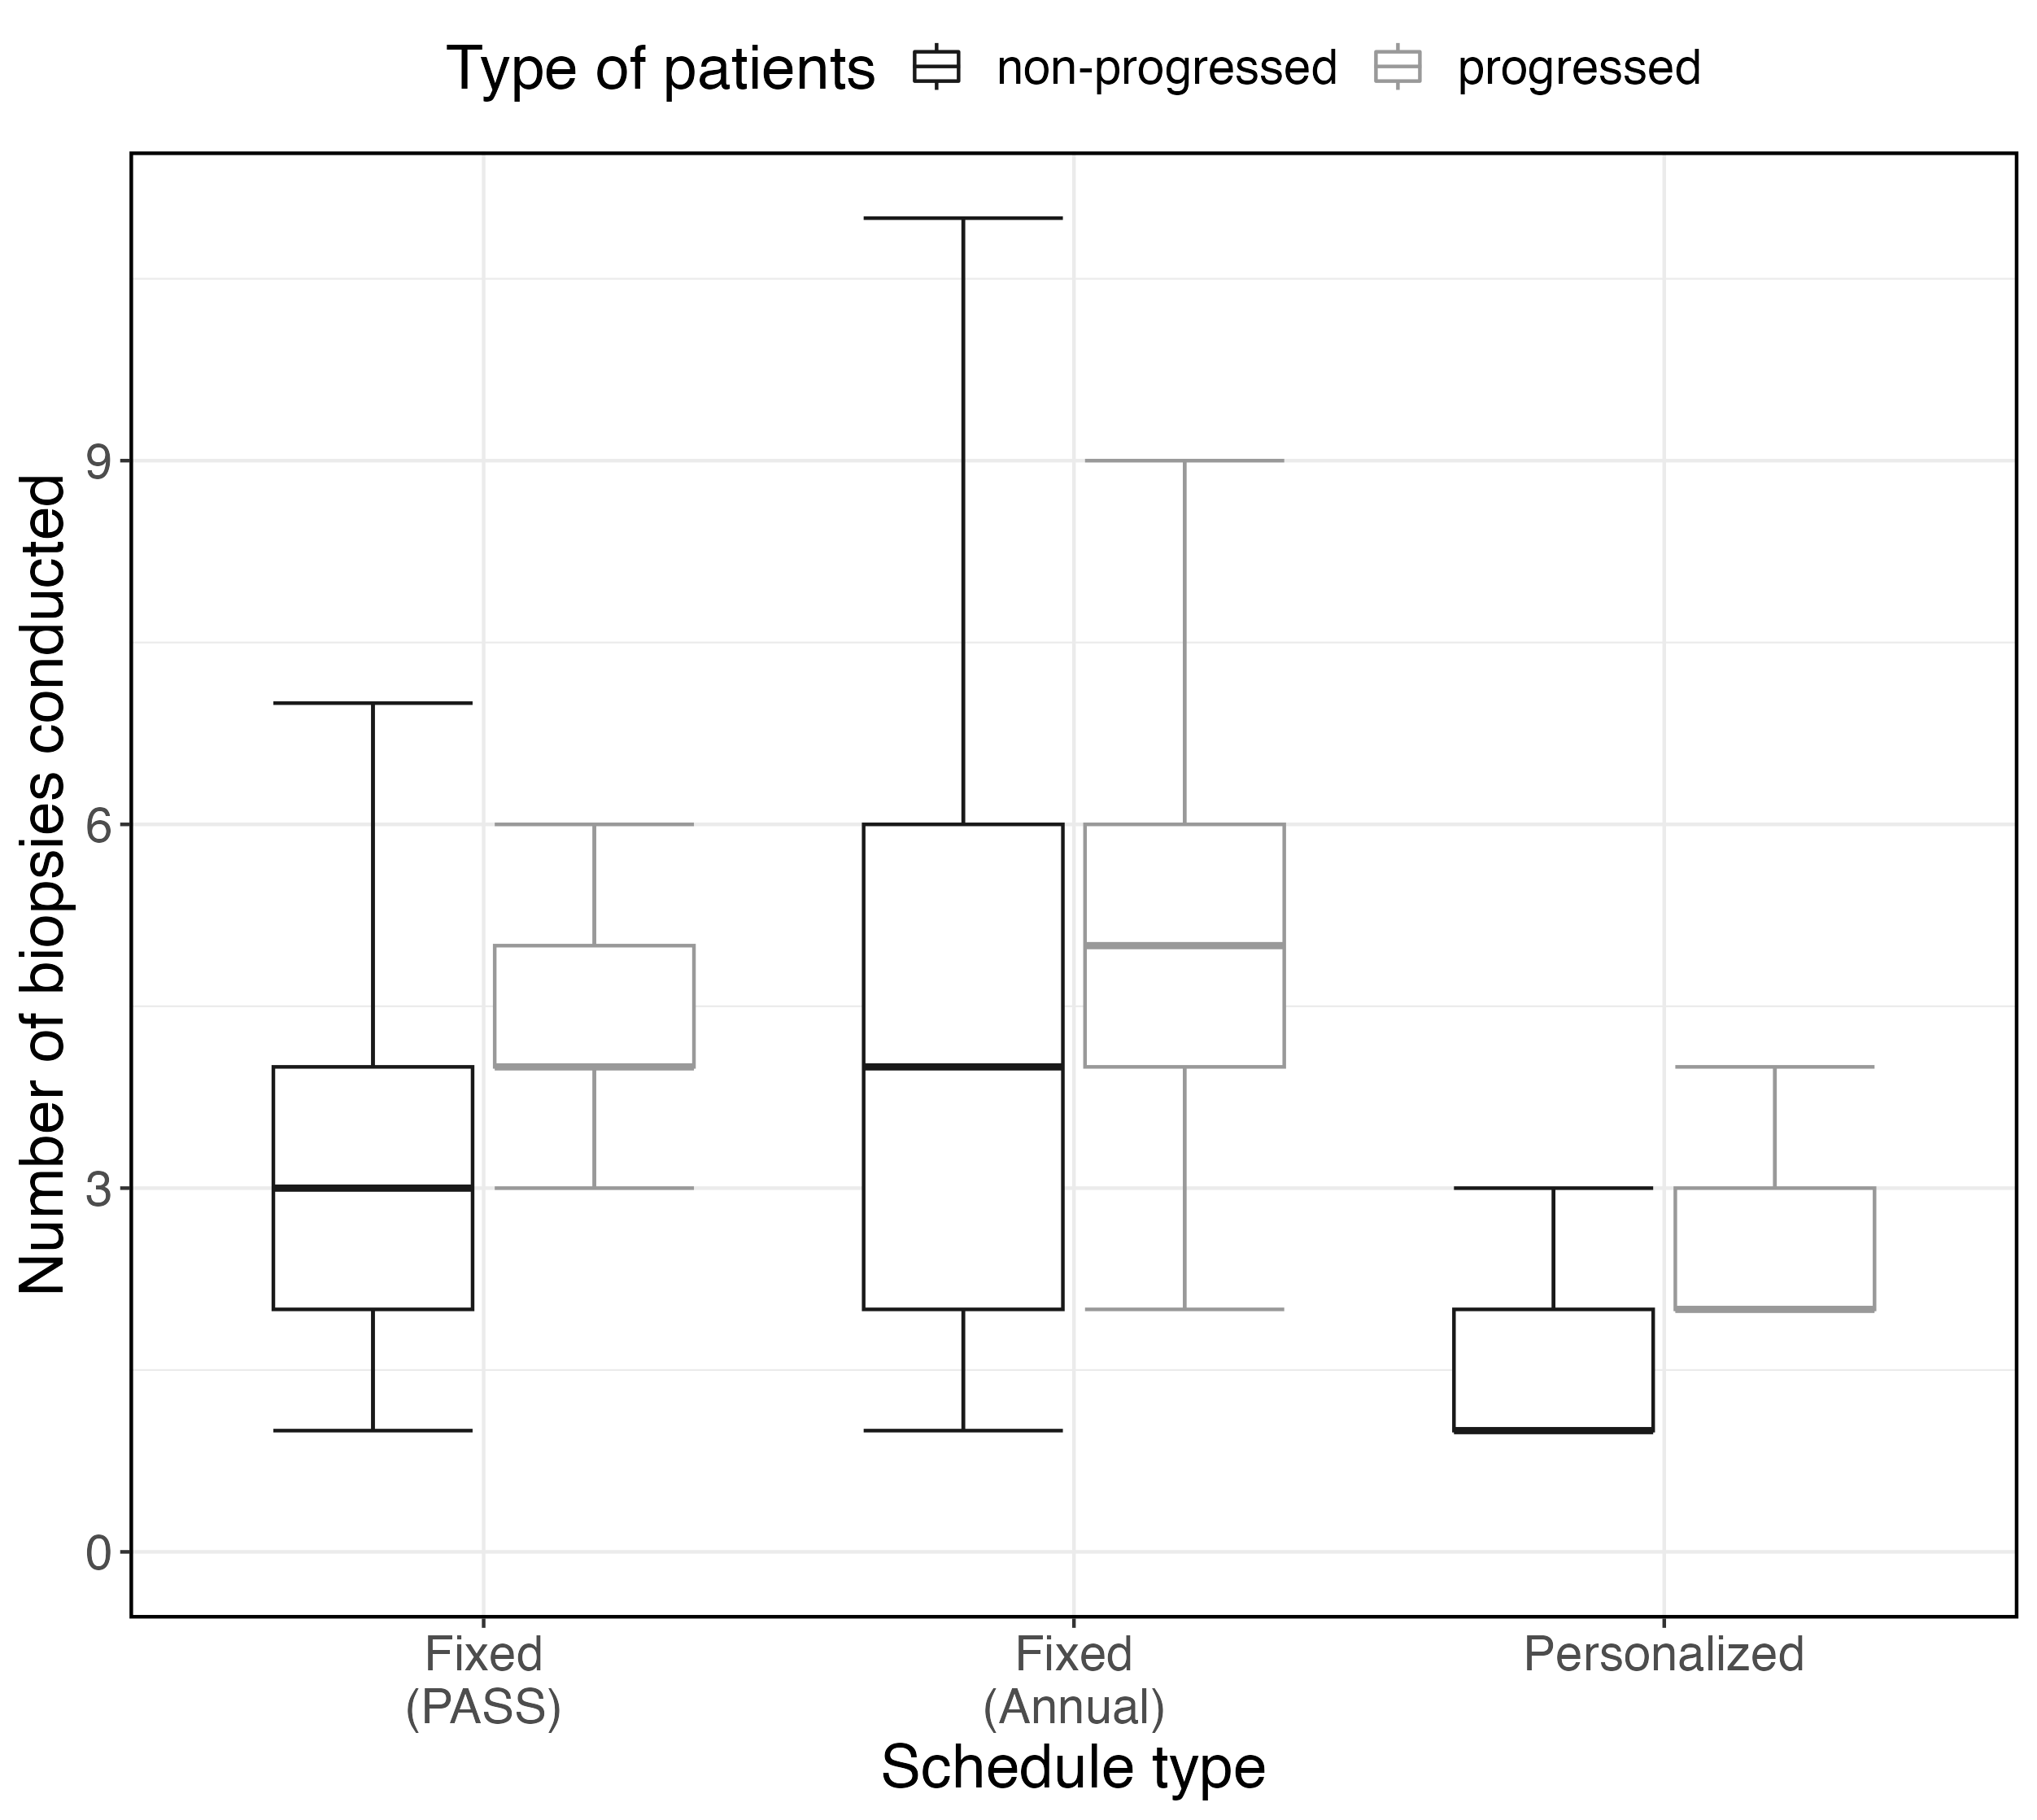 Type of patients non-progressed progressed
Number of biopsies conducted
9
6
3
0
Fixed
(PASS)
Fixed
(Annual)
Personalized
Schedule type